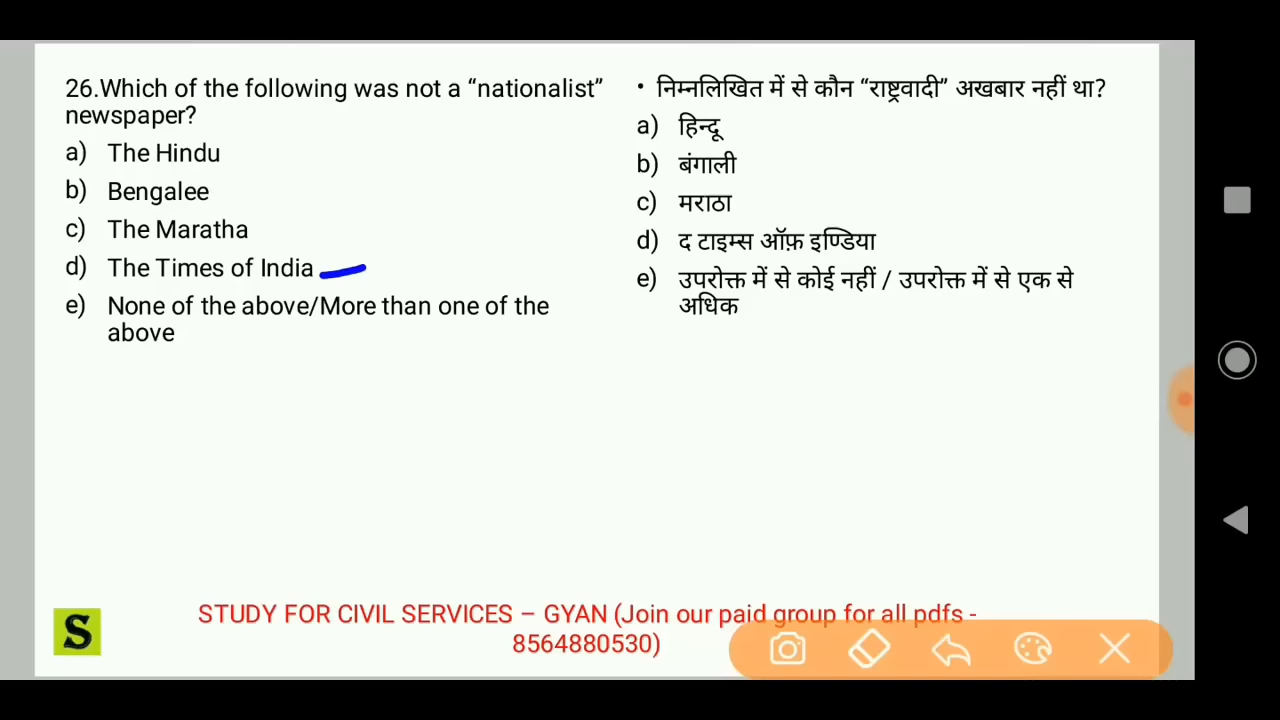 26.Which of the following was not a “nationalist”
newspaper?
a) The Hindu
b) Bengalee
c) The Maratha
d) The Times of India
e) None of the above/More than one of the
above
• निम्नलिखित में से कौन “राष्ट्रवादी” अखबार नहीं था?
a) हिन्दू
b) बंगाली
c) मराठा
d) द टाइम्स ऑफ़ इण्डिया
e) उपरोक्त में से कोई नहीं / उपरोक्त में से एक से
अधिक
S
STUDY FOR CIVIL SERVICES – GYAN (Join our paid group for all pdfs -
8564880530)